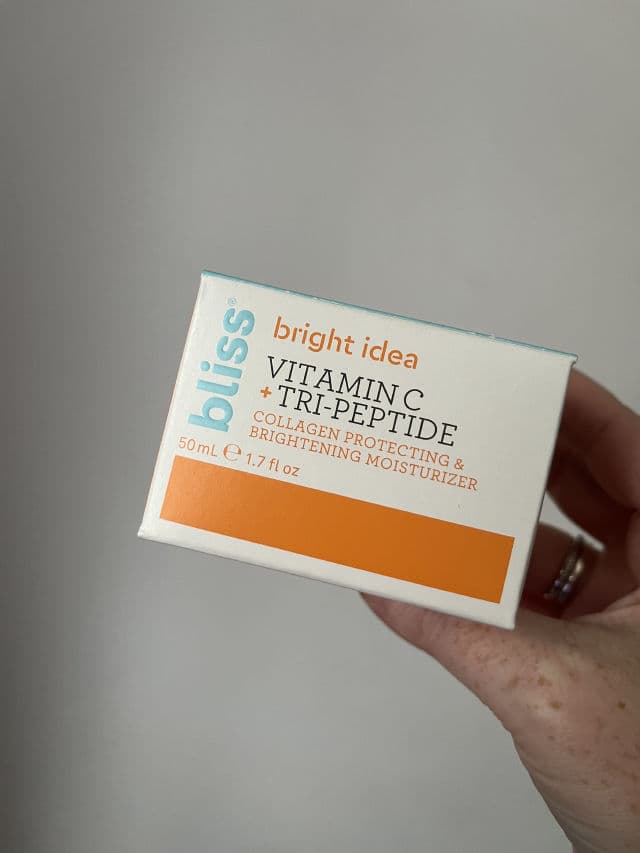 bliss®
bright idea
VITAMIN C
+ TRI-PEPTIDE
COLLAGEN PROTECTING &
BRIGHTENING MOISTURIZER
50 mL ℮ 1.7 fl oz